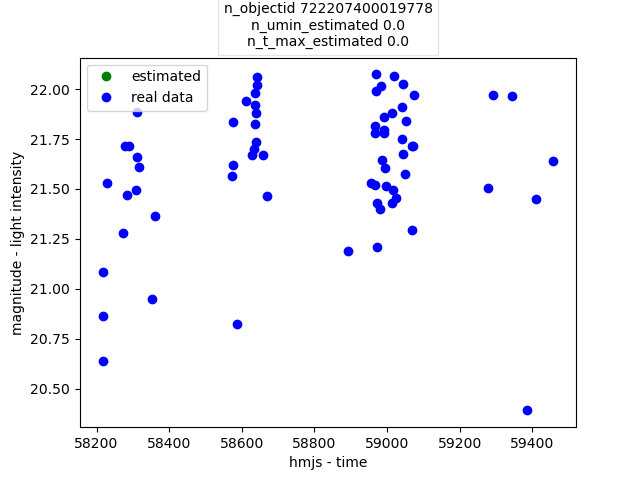 n_objectid 722207400019778
n_umin_estimated 0.0
n_t_max_estimated 0.0
estimated
real data
magnitude - light intensity
22.00
21.75
21.50
21.25
21.00
20.75
20.50
58200 58400 58600 58800 59000 59200 59400
hmjs - time